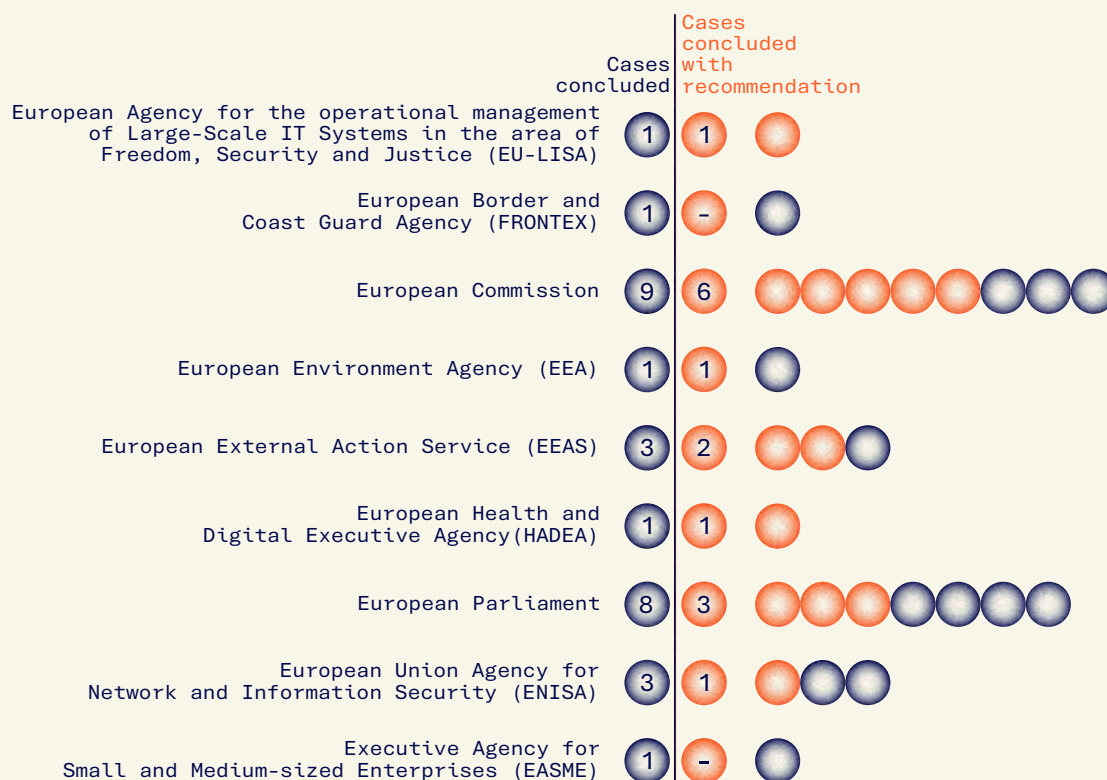 Cases
concluded
Cases
concluded
with
recommendation
European Agency for the operational management
of Large-Scale IT Systems in the area of
Freedom, Security and Justice (EU-LISA)
1 1
European Border and
Coast Guard Agency (FRONTEX)
1 -
European Commission 9 6
European Environment Agency (EEA) 1 1
European External Action Service (EEAS) 3 2
European Health and
Digital Executive Agency(HADEA)
1 1
European Parliament 8 3
European Union Agency for
Network and Information Security (ENISA)
3 1
Executive Agency for
Small and Medium-sized Enterprises (EASME)
1 -